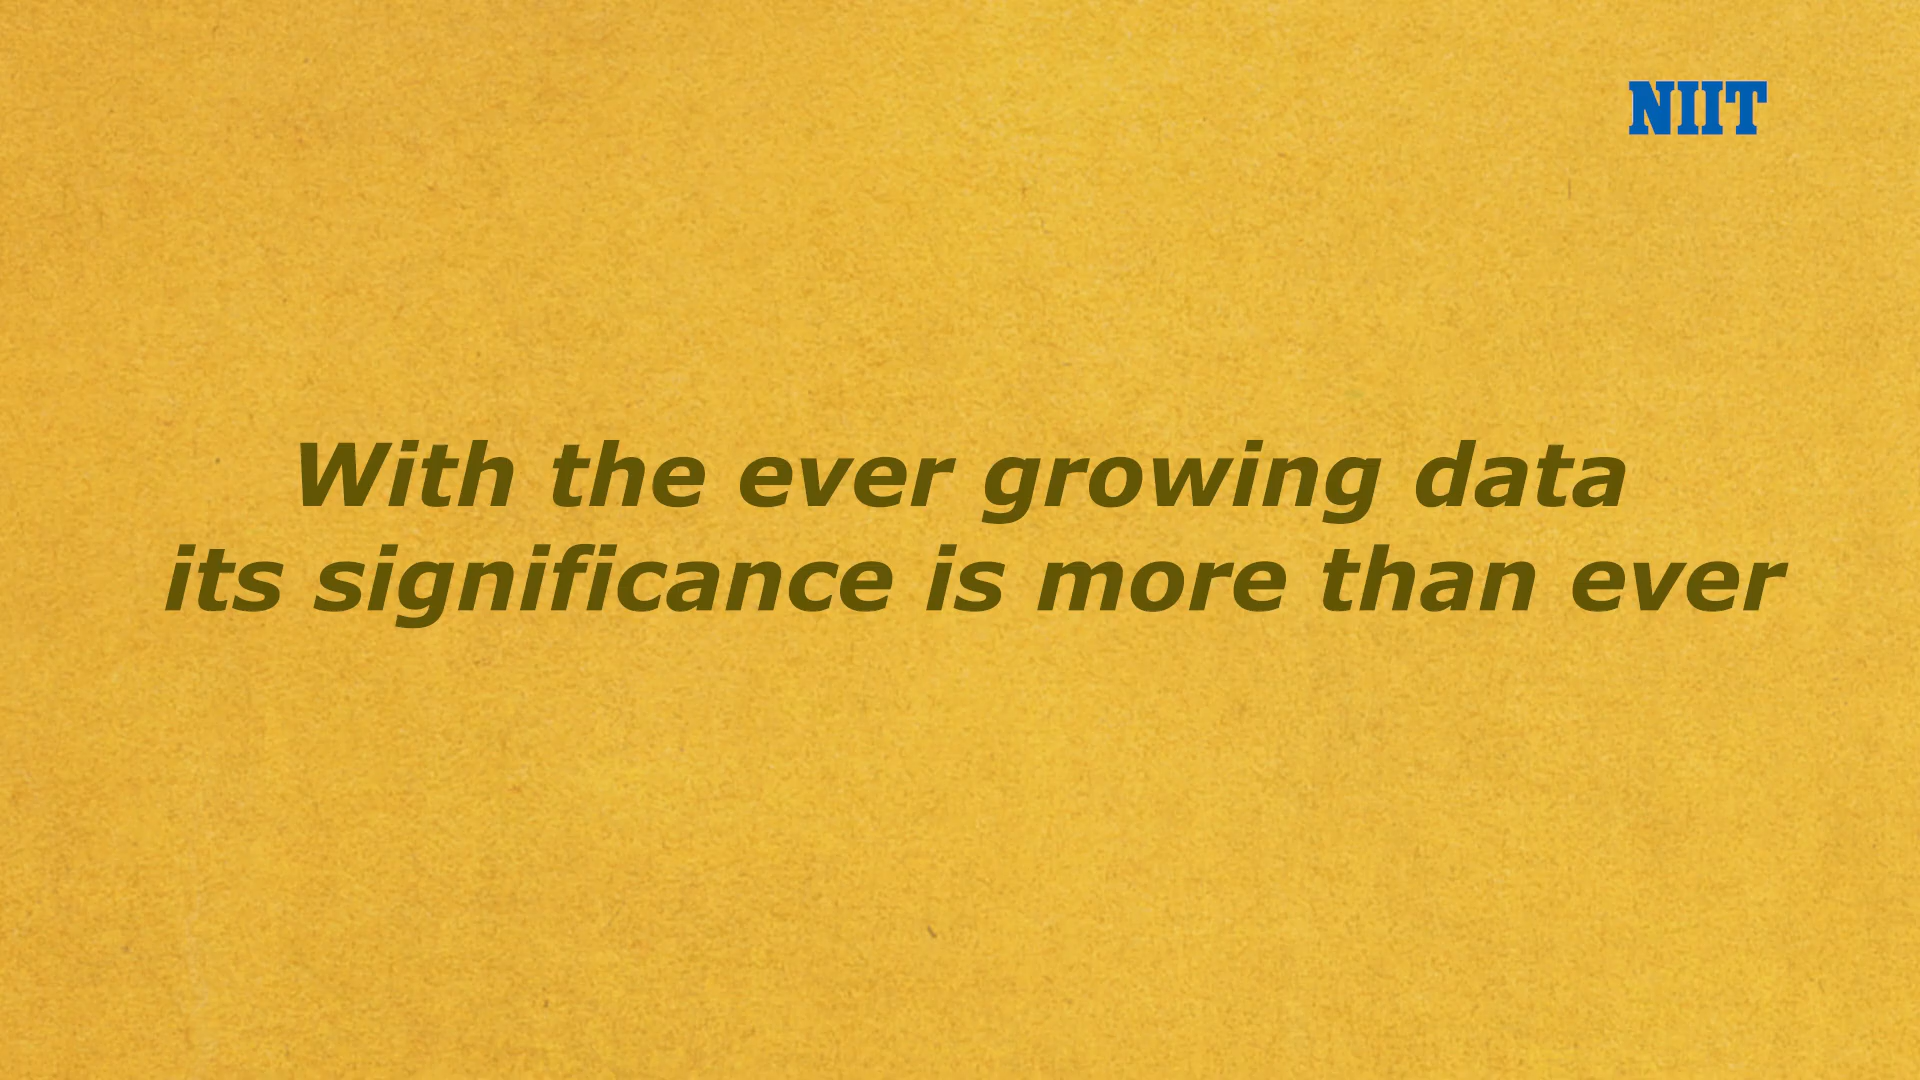 NIIT
With the ever growing data
its significance is more than ever